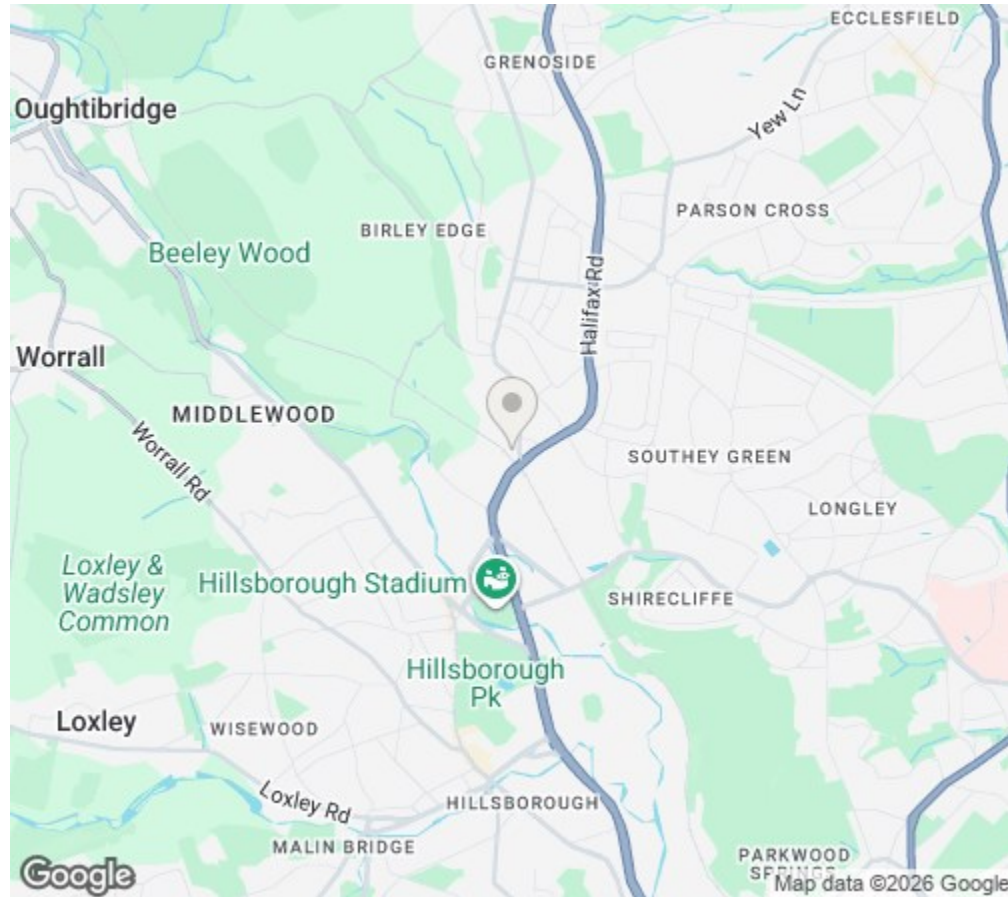 ECCLESFIELD
GRENOSIDE
Oughtibridge
Yew Ln
PARSON CROSS
BIRLEY EDGE
Beeley Wood
Halifax Rd
Worrall
MIDDLEWOOD
Worrall Rd
SOUTHEY GREEN
LONGLEY
Loxley &
Wadsley
Common
Hillsborough Stadium
SHIRECLIFFE
Hillsborough
Pk
Loxley
WISEWOOD
Loxley Rd
HILLSBOROUGH
MALIN BRIDGE
PARKWOOD
SPRINGS
Google
Map data ©2026 Google